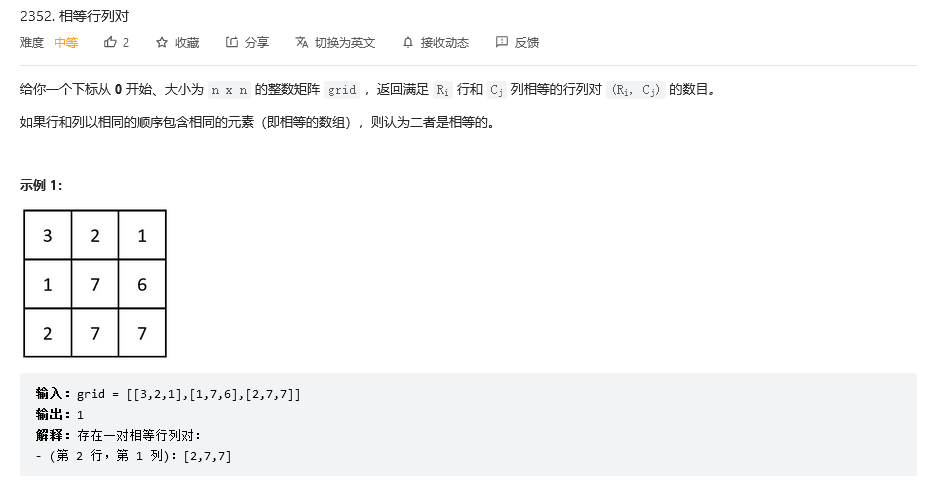 2352. 相等行列对
难度 中等 2 收藏 分享 切换为英文 接收动态 反馈
给你一个下标从 0 开始、大小为 n x n 的整数矩阵 grid ，返回满足 Ri 行和 Cj 列相等的行列对 (Ri, Cj) 的数目。
如果行和列以相同的顺序包含相同的元素（即相等的数组），则认为二者是相等的。
示例 1：
3 2 1
1 7 6
2 7 7
输入：grid = [[3,2,1],[1,7,6],[2,7,7]]
输出：1
解释：存在一对相等行列对：
- (第 2 行，第 1 列)：[2,7,7]